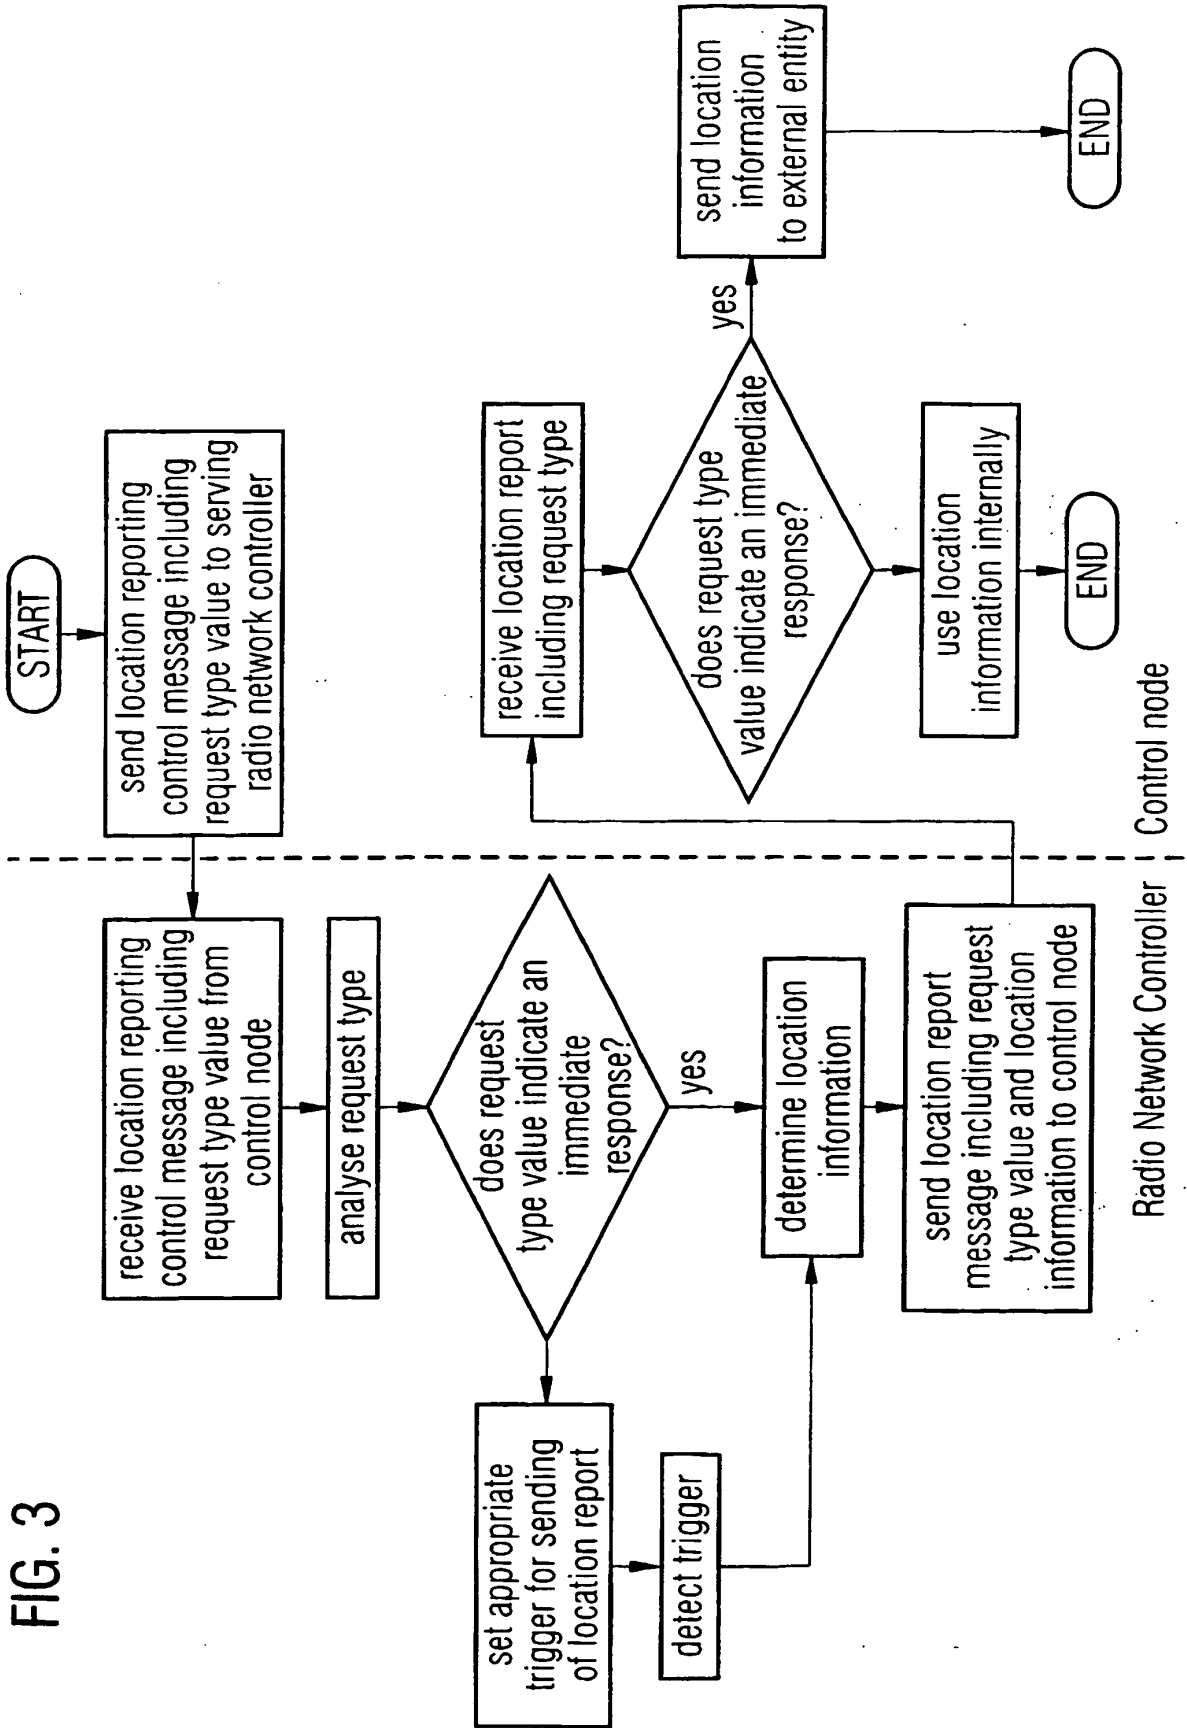 FIG. 3
START
send location reporting
control message including
request type value to serving
radio network controller
receive location reporting
control message including
request type value from
control node
analyse request type
does request
type value indicate an
immediate
response?
yes
set appropriate
trigger for sending
of location report
detect trigger
determine location
information
send location report
message including request
type value and location
information to control node
Radio Network Controller
receive location report
including request type
does request type
value indicate an immediate
response?
yes
send location
information
to external entity
END
use location
information internally
END
Control node